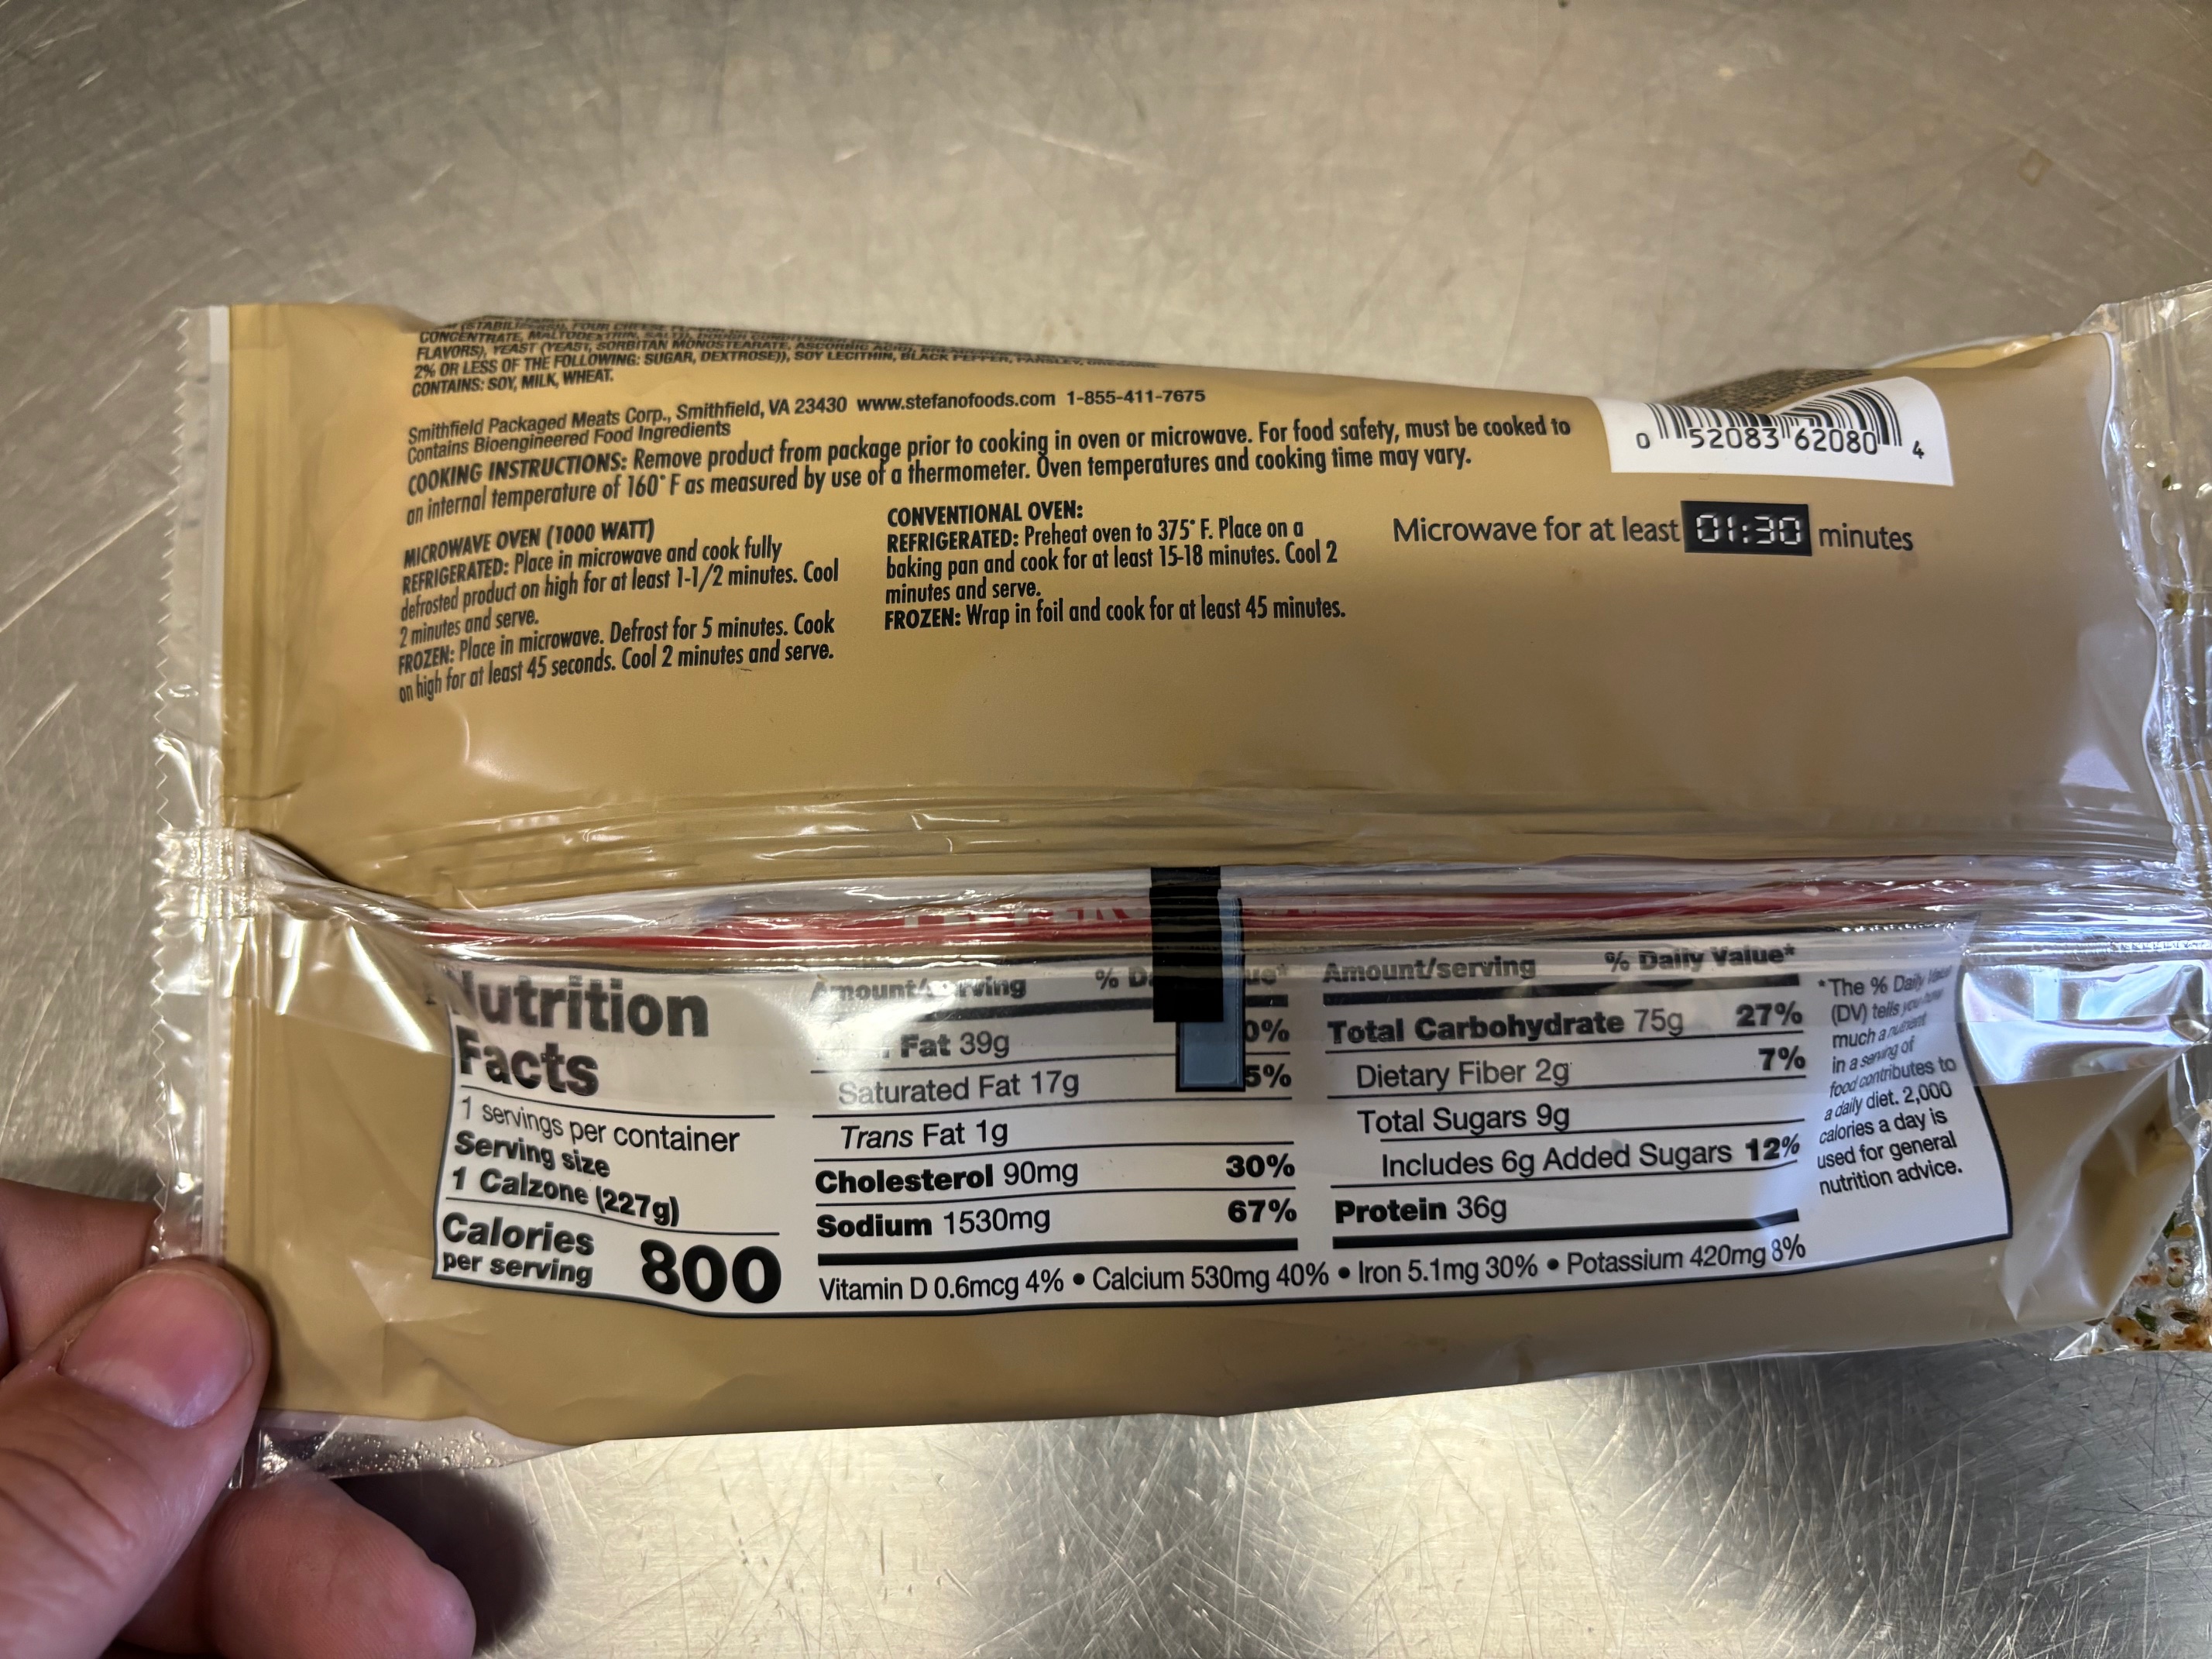 CONCENTRATE, MALTODEXTRIN, SALT), DOUGH CONDITIONER
FLAVORS), YEAST (YEAST, SORBITAN MONOSTEARATE, ASCORBIC ACID),
2% OR LESS OF THE FOLLOWING: SUGAR, DEXTROSE)), SOY LECITHIN, BLACK PEPPER, PARSLEY,
CONTAINS: SOY, MILK, WHEAT.
Smithfield Packaged Meats Corp., Smithfield, VA 23430 www.stefanofoods.com 1-855-411-7675
Contains Bioengineered Food Ingredients
COOKING INSTRUCTIONS: Remove product from package prior to cooking in oven or microwave. For food safety, must be cooked to
an internal temperature of 160° F as measured by use of a thermometer. Oven temperatures and cooking time may vary.
MICROWAVE OVEN (1000 WATT)
REFRIGERATED: Place in microwave and cook fully
defrosted product on high for at least 1-1/2 minutes. Cool
2 minutes and serve.
FROZEN: Place in microwave. Defrost for 5 minutes. Cook
on high for at least 45 seconds. Cool 2 minutes and serve.
CONVENTIONAL OVEN:
REFRIGERATED: Preheat oven to 375° F. Place on a
baking pan and cook for at least 15-18 minutes. Cool 2
minutes and serve.
FROZEN: Wrap in foil and cook for at least 45 minutes.
0 52083 62080 4
Microwave for at least 01:30 minutes
Nutrition
Facts
1 servings per container
Serving size
1 Calzone (227g)
Calories
per serving 800
Amount/serving %
Fat 39g
Saturated Fat 17g
Trans Fat 1g
Cholesterol 90mg 30%
Sodium 1530mg 67%
Amount/serving % Daily Value*
Total Carbohydrate 75g 27%
Dietary Fiber 2g 7%
Total Sugars 9g
Includes 6g Added Sugars 12%
Protein 36g
Vitamin D 0.6mcg 4% • Calcium 530mg 40% • Iron 5.1mg 30% • Potassium 420mg 8%
*The % Daily Value
(DV) tells you how
much a nutrient
in a serving of
food contributes to
a daily diet. 2,000
calories a day is
used for general
nutrition advice.